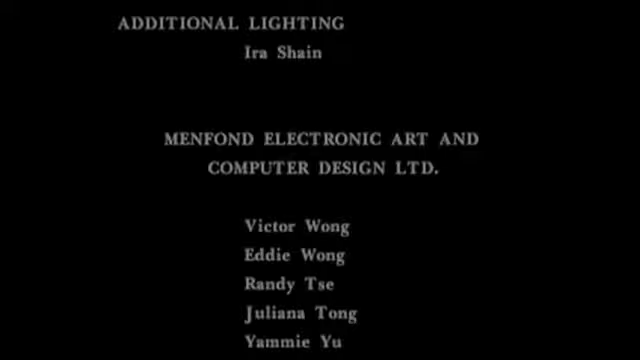 ADDITIONAL LIGHTING
Ira Shain
MENFOND ELECTRONIC ART AND
COMPUTER DESIGN LTD.
Victor Wong
Eddie Wong
Randy Tse
Juliana Tong
Yammie Yu